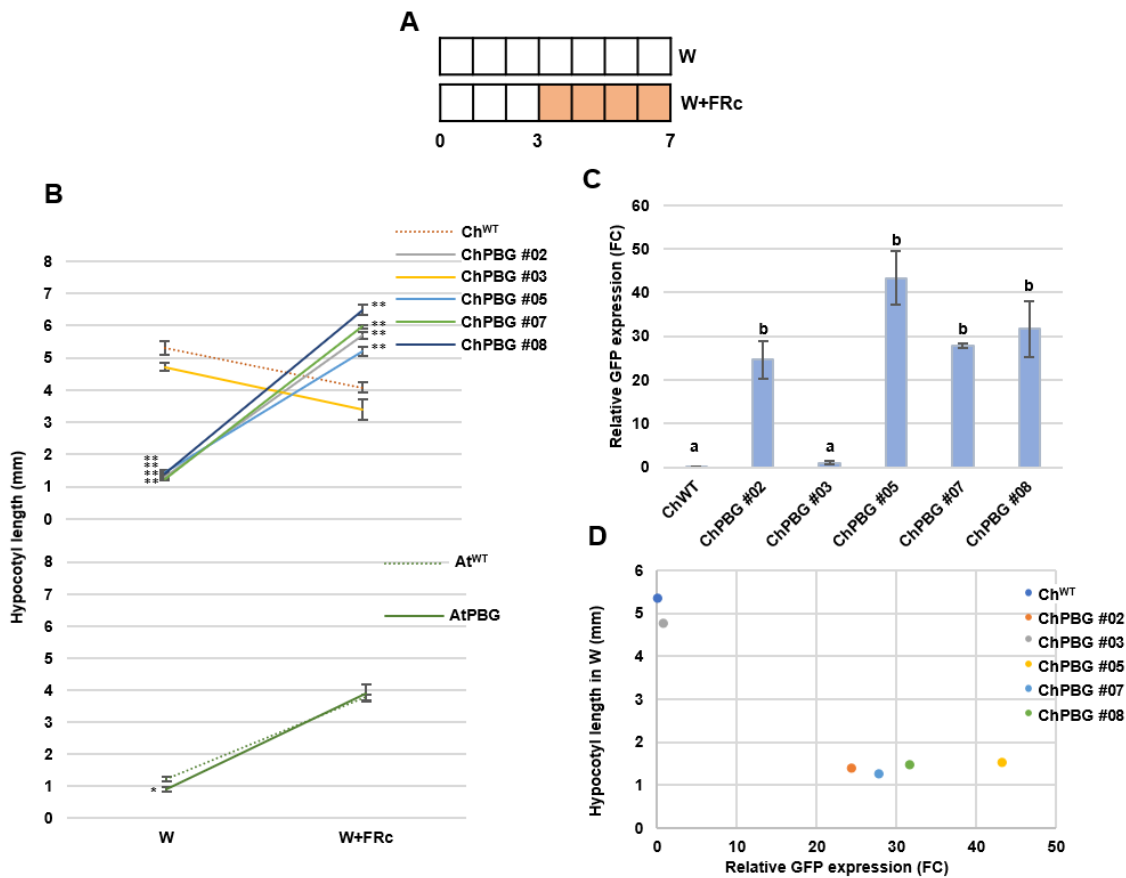 A
W
W+FRc
0 3 7
B
Ch^WT
ChPBG #02
ChPBG #03
ChPBG #05
ChPBG #07
ChPBG #08
8
7
6
5
4
3
2
1
0
**
**
**
**
**
**
**
**
Hypocotyl length (mm)
8
7
6
5
4
3
2
1
0
At^WT
AtPBG
*
W W+FRc
C
Relative GFP expression (FC)
60
50
40
30
20
10
0
a b a b b b
ChWT ChPBG #02 ChPBG #03 ChPBG #05 ChPBG #07 ChPBG #08
D
Hypocotyl length in W (mm)
6
5
4
3
2
1
0
0 10 20 30 40 50
Relative GFP expression (FC)
Ch^WT
ChPBG #02
ChPBG #03
ChPBG #05
ChPBG #07
ChPBG #08